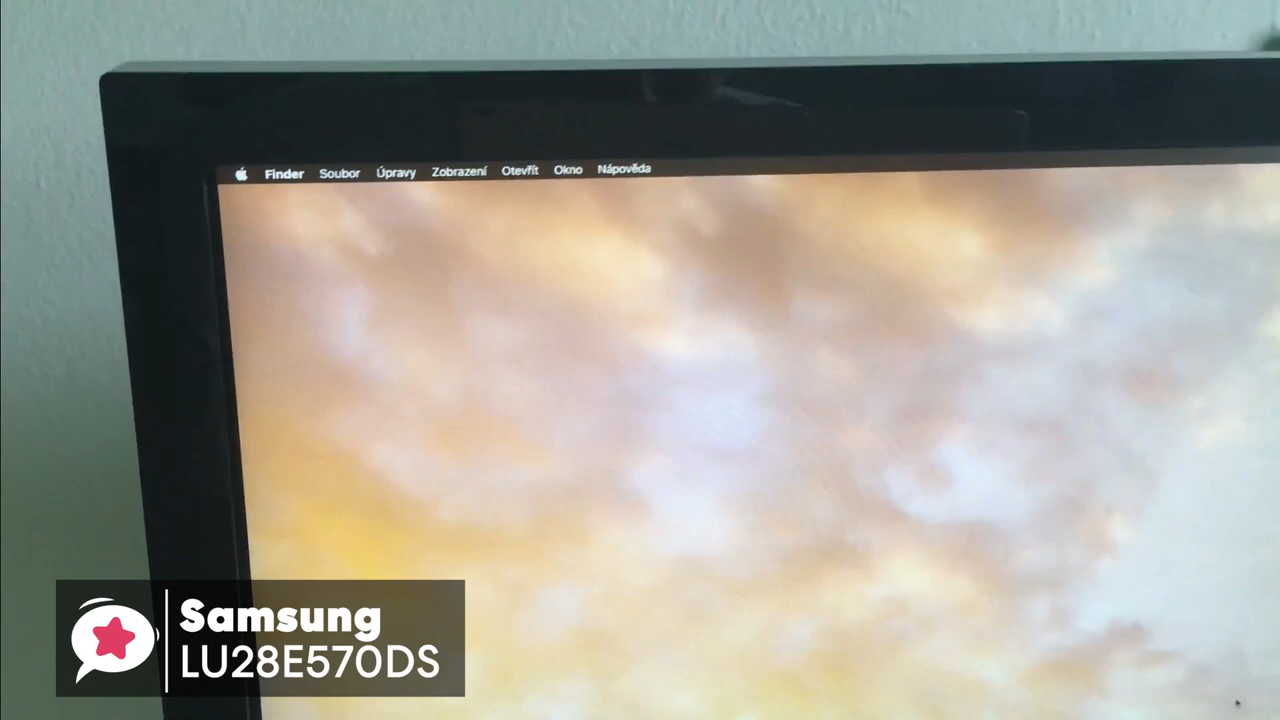 Finder Soubor Úpravy Zobrazení Otevřít Okno Nápověda
Samsung
LU28E570DS